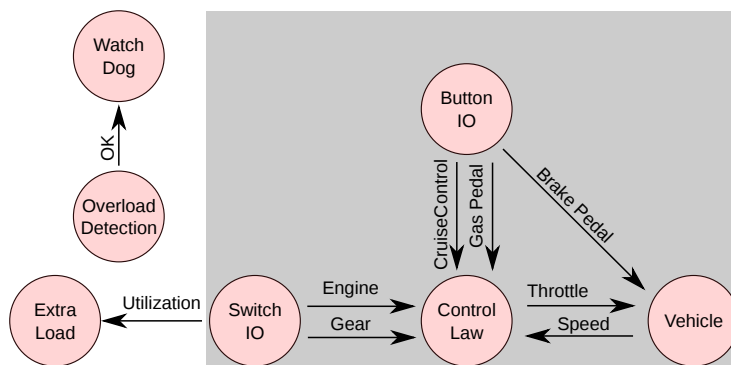 Watch
Dog
Button
IO
OK
CruiseControl
Gas Pedal
Brake Pedal
Overload
Detection
Extra
Load
Utilization
Switch
IO
Engine
Gear
Control
Law
Throttle
Speed
Vehicle